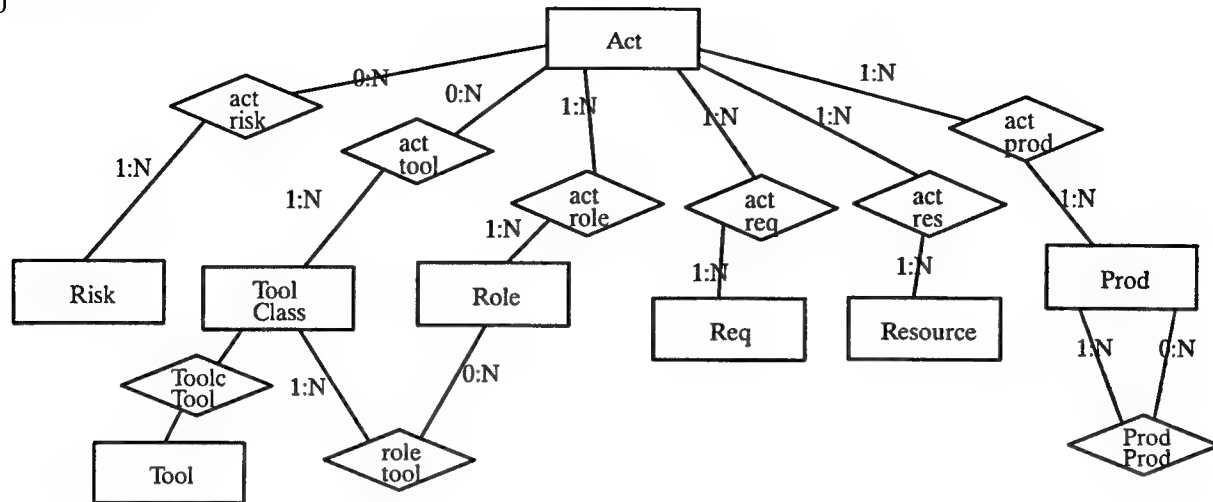 Act
0:N
0:N
1:N
1:N
1:N
1:N
act
risk
act
tool
act
role
act
req
act
res
act
prod
1:N
1:N
1:N
1:N
1:N
1:N
Risk
Tool
Class
Role
Req
Resource
Prod
Toolc
Tool
1:N
0:N
1:N
0:N
Tool
role
tool
Prod
Prod